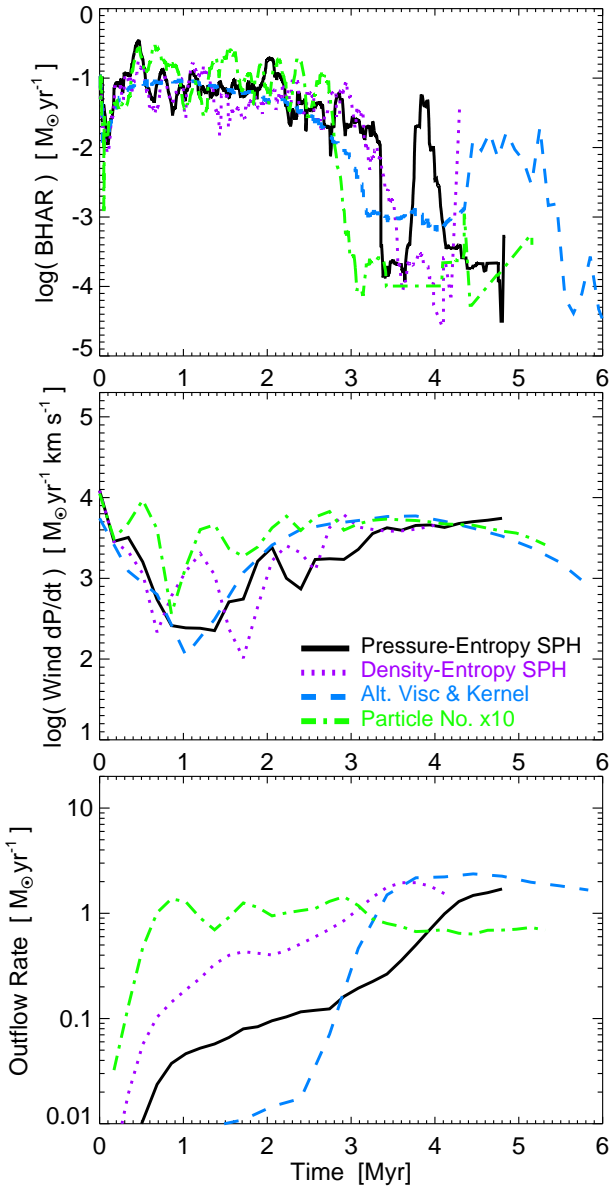 log( BHAR ) [ M⊙ yr-1 ]
0
-1
-2
-3
-4
-5
0 1 2 3 4 5 6
log( Wind dP/dt ) [ M⊙ yr-1 km s-1 ]
5
4
3
2
1
Pressure-Entropy SPH
Density-Entropy SPH
Alt. Visc & Kernel
Particle No. x10
0 1 2 3 4 5 6
Outflow Rate [ M⊙ yr-1 ]
10
1
0.1
0.01
0 1 2 3 4 5 6
Time [Myr]